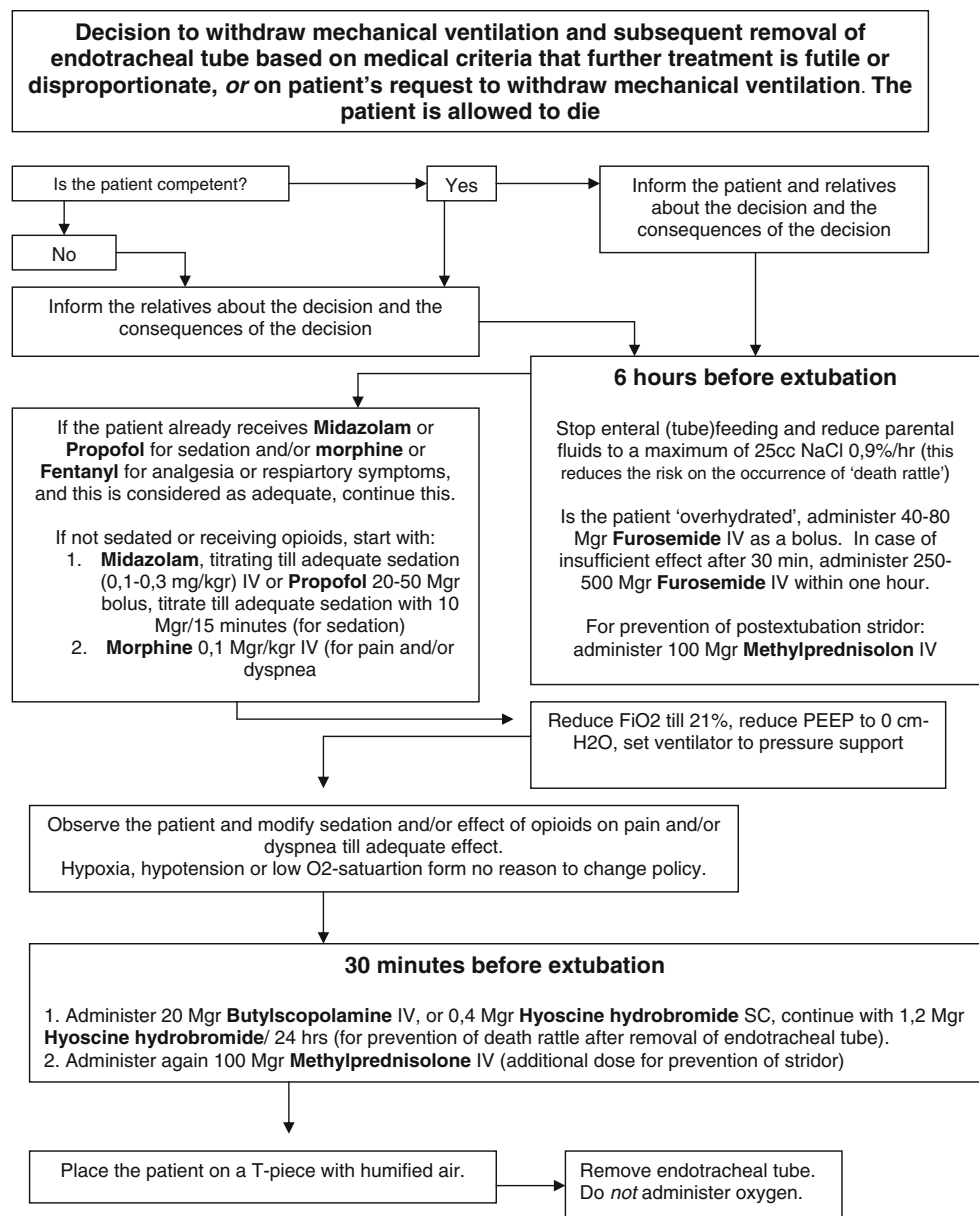 Decision to withdraw mechanical ventilation and subsequent removal of
endotracheal tube based on medical criteria that further treatment is futile or
disproportionate, or on patient's request to withdraw mechanical ventilation. The
patient is allowed to die
Is the patient competent?
Yes
Inform the patient and relatives
about the decision and the
consequences of the decision
No
Inform the relatives about the decision and the
consequences of the decision
6 hours before extubation
Stop enteral (tube)feeding and reduce parental
fluids to a maximum of 25cc NaCl 0,9%/hr (this
reduces the risk on the occurrence of 'death rattle')
Is the patient 'overhydrated', administer 40-80
Mgr Furosemide IV as a bolus. In case of
insufficient effect after 30 min, administer 250-
500 Mgr Furosemide IV within one hour.
For prevention of postextubation stridor:
administer 100 Mgr Methylprednisolon IV
If the patient already receives Midazolam or
Propofol for sedation and/or morphine or
Fentanyl for analgesia or respiartory symptoms,
and this is considered as adequate, continue this.
If not sedated or receiving opioids, start with:
1. Midazolam, titrating till adequate sedation
(0,1-0,3 mg/kgr) IV or Propofol 20-50 Mgr
bolus, titrate till adequate sedation with 10
Mgr/15 minutes (for sedation)
2. Morphine 0,1 Mgr/kgr IV (for pain and/or
dyspnea
Reduce FiO2 till 21%, reduce PEEP to 0 cm-
H2O, set ventilator to pressure support
Observe the patient and modify sedation and/or effect of opioids on pain and/or
dyspnea till adequate effect.
Hypoxia, hypotension or low O2-satuartion form no reason to change policy.
30 minutes before extubation
1. Administer 20 Mgr Butylscopolamine IV, or 0,4 Mgr Hyoscine hydrobromide SC, continue with 1,2 Mgr
Hyoscine hydrobromide/ 24 hrs (for prevention of death rattle after removal of endotracheal tube).
2. Administer again 100 Mgr Methylprednisolone IV (additional dose for prevention of stridor)
Place the patient on a T-piece with humified air.
Remove endotracheal tube.
Do not administer oxygen.